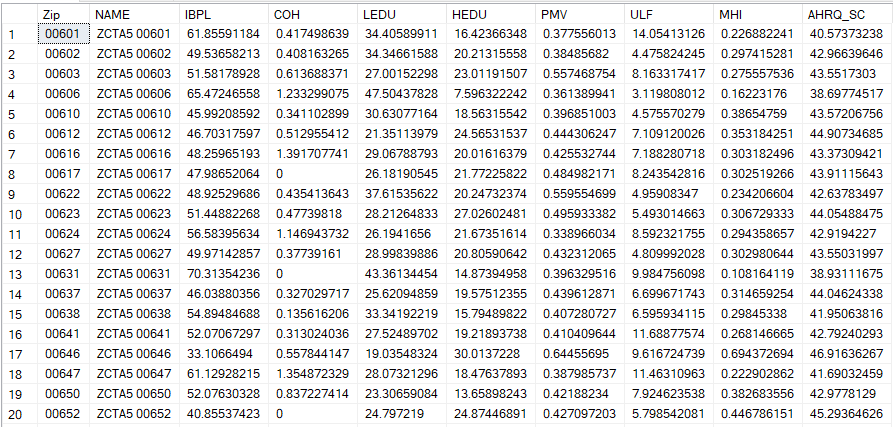 Zip NAME IBPL COH LEDU HEDU PMV ULF MHI AHRQ_SC
1 00601 ZCTA5 00601 61.85591184 0.417498639 34.40589911 16.42366348 0.377556013 14.05413126 0.226882241 40.57373238
2 00602 ZCTA5 00602 49.53658213 0.408163265 34.34661588 20.21315558 0.38485682 4.475824245 0.297415281 42.96639646
3 00603 ZCTA5 00603 51.58178928 0.613688371 27.00152298 23.01191507 0.557468754 8.163317417 0.275557536 43.5517303
4 00606 ZCTA5 00606 65.47246558 1.233299075 47.50437828 7.596322242 0.361389941 3.119808012 0.16223176 38.69774517
5 00610 ZCTA5 00610 45.99208592 0.341102899 30.63077164 18.56315542 0.396851003 4.575570279 0.38654759 43.57206756
6 00612 ZCTA5 00612 46.70317597 0.512955412 21.35113979 24.56531537 0.444306247 7.109120026 0.353184251 44.90734685
7 00616 ZCTA5 00616 48.25965193 1.391707741 29.06788793 20.01616379 0.425532744 7.188280718 0.303182496 43.37309421
8 00617 ZCTA5 00617 47.98652064 0 26.18190545 21.77225822 0.484982171 8.243542816 0.302519266 43.91115643
9 00622 ZCTA5 00622 48.92529686 0.435413643 37.61535622 20.24732374 0.559554699 4.95908347 0.234206604 42.63783497
10 00623 ZCTA5 00623 51.44882268 0.47739818 28.21264833 27.02602481 0.495933382 5.493014663 0.306729333 44.05488475
11 00624 ZCTA5 00624 56.58395634 1.146943732 26.1941656 21.67351614 0.338966034 8.592321755 0.294358657 42.9194227
12 00627 ZCTA5 00627 49.97142857 0.37739161 28.99839886 20.80590642 0.432312065 4.809992028 0.302980644 43.55031997
13 00631 ZCTA5 00631 70.31354236 0 43.36134454 14.87394958 0.396329516 9.984756098 0.108164119 38.93111675
14 00637 ZCTA5 00637 46.03880356 0.327029717 25.62094859 19.57512355 0.439612871 6.699671743 0.314659254 44.04624338
15 00638 ZCTA5 00638 54.89484688 0.135616206 33.34192219 15.79489822 0.407280727 6.595934115 0.29845338 41.95063816
16 00641 ZCTA5 00641 52.07067297 0.313024036 27.52489702 19.21893738 0.410409644 11.68877574 0.268146665 42.79240293
17 00646 ZCTA5 00646 33.1066494 0.557844147 19.03548324 30.0137228 0.64455695 9.616724739 0.694372694 46.91636267
18 00647 ZCTA5 00647 61.12928215 1.354872329 28.07321296 18.47637893 0.387985737 11.46310963 0.222902862 41.69032459
19 00650 ZCTA5 00650 52.07630328 0.837227414 23.30659084 13.65898243 0.42188234 7.924623538 0.382683556 42.9778129
20 00652 ZCTA5 00652 40.85537423 0 24.797219 24.87446891 0.427097203 5.798542081 0.446786151 45.29364626